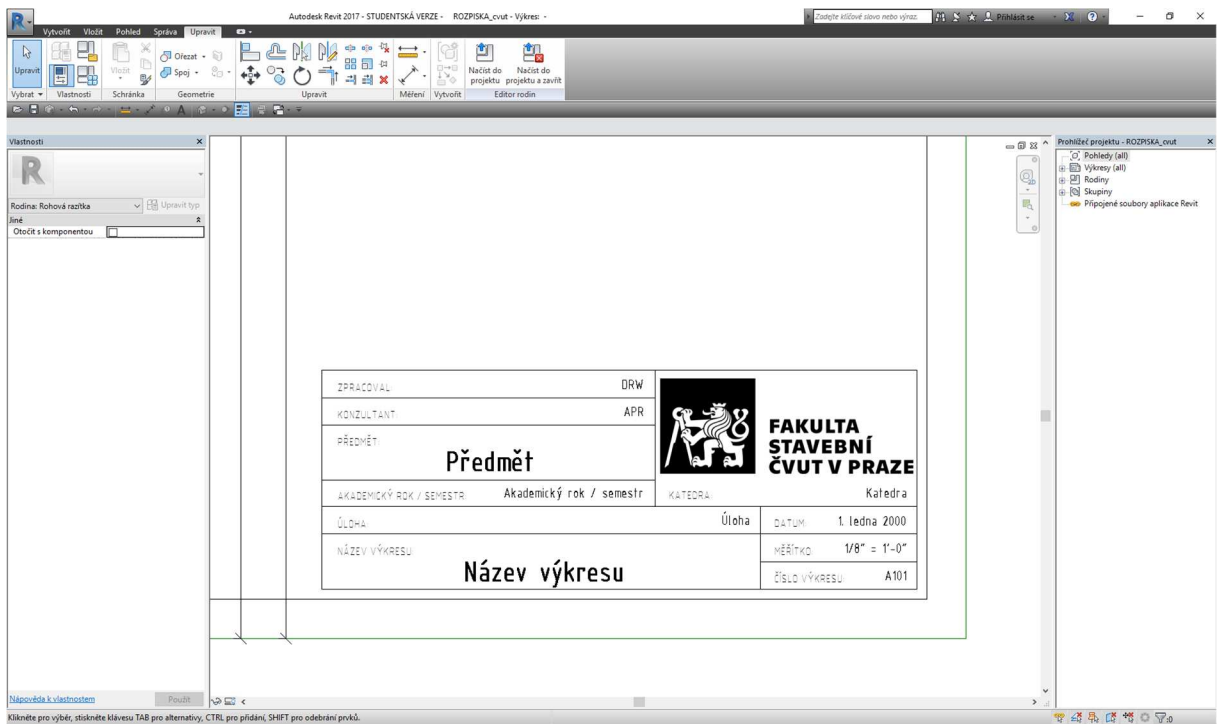 Autodesk Revit 2017 - STUDENTSKÁ VERZE - ROZPISKA_cvut - Výkres: -
Zadejte klíčové slovo nebo výraz.
Přihlásit se
Vytvořit Vložit Pohled Správa Upravit
Upravit
Vložit
Ořezat
Spoj
Načíst do projektu
Načíst do projektu a zavřít
Vybrat Vlastnosti Schránka Geometrie Upravit Měření Vytvořit Editor rodin
Vlastnosti
R
Rodina: Rohová razítka
Upravit typ
Jiné
Otočit s komponentou
Nápověda k vlastnostem
Použít
ZPRACOVAL DRW
KONZULTANT APR
PŘEDMĚT
Předmět
AKADEMICKÝ ROK / SEMESTR Akademický rok / semestr
FAKULTA
STAVEBNÍ
ČVUT V PRAZE
KATEDRA Katedra
ÚLOHA Úloha
DATUM 1. ledna 2000
NÁZEV VÝKRESU
Název výkresu
MĚŘÍTKO 1/8" = 1'-0"
ČÍSLO VÝKRESU A101
Prohlížeč projektu - ROZPISKA_cvut
Pohledy (all)
Výkresy (all)
Rodiny
Skupiny
Připojené soubory aplikace Revit
Klikněte pro výběr, stiskněte klávesu TAB pro alternativy, CTRL pro přidání, SHIFT pro odebrání prvků.
:0